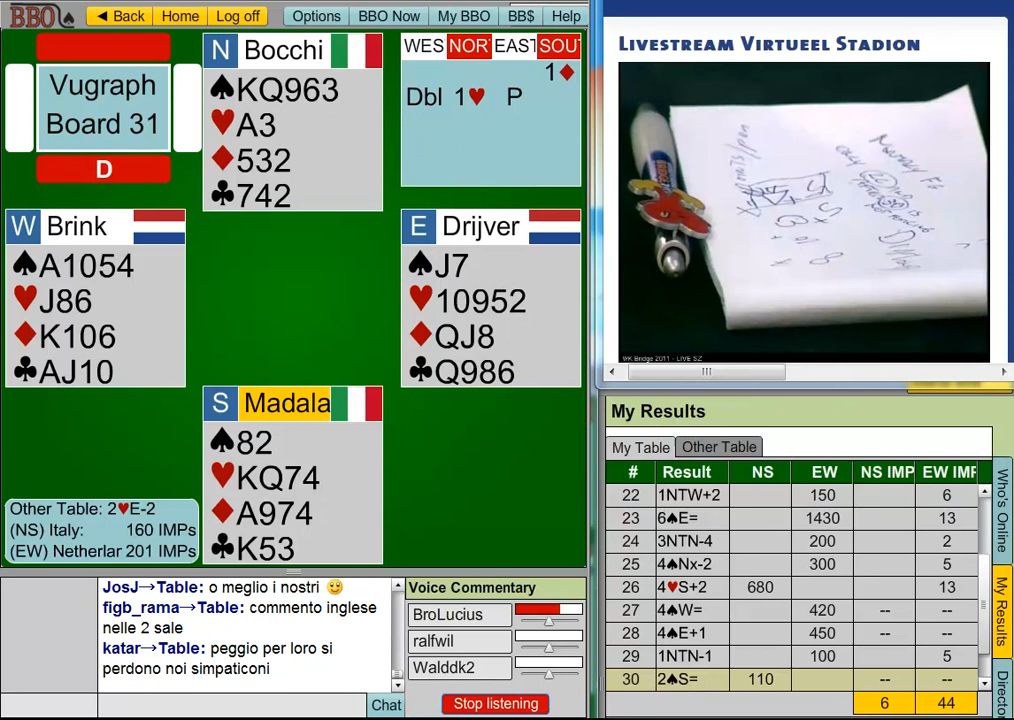 BBO
◄ Back Home Log off Options BBO Now My BBO BB$ Help
Vugraph
Board 31
D
N Bocchi
♠KQ963
♥A3
♦532
♣742
WES NOR EAST SOU
1♦
Dbl 1♥ P
W Brink
♠A1054
♥J86
♦K106
♣AJ10
E Drijver
♠J7
♥10952
♦QJ8
♣Q986
S Madala
♠82
♥KQ74
♦A974
♣K53
Other Table: 2♥E-2
(NS) Italy: 160 IMPs
(EW) Netherlar 201 IMPs
JosJ→Table: o meglio i nostri
figb_rama→Table: commento inglese
nelle 2 sale
katar→Table: peggio per loro si
perdono noi simpaticoni
Chat
Voice Commentary
BroLucius
ralfwil
Walddk2
Stop listening
Livestream Virtueel Stadion
WK Bridge 2011 - LIVE SZ
My Results
My Table Other Table
# Result NS EW NS IMP EW IMF
22 1NTW+2 150 6
23 6♠E= 1430 13
24 3NTN-4 200 2
25 4♠Nx-2 300 5
26 4♥S+2 680 13
27 4♠W= 420 -- --
28 4♠E+1 450 -- --
29 1NTN-1 100 5
30 2♠S= 110 -- --
6 44
Who's Online
My Results
Director